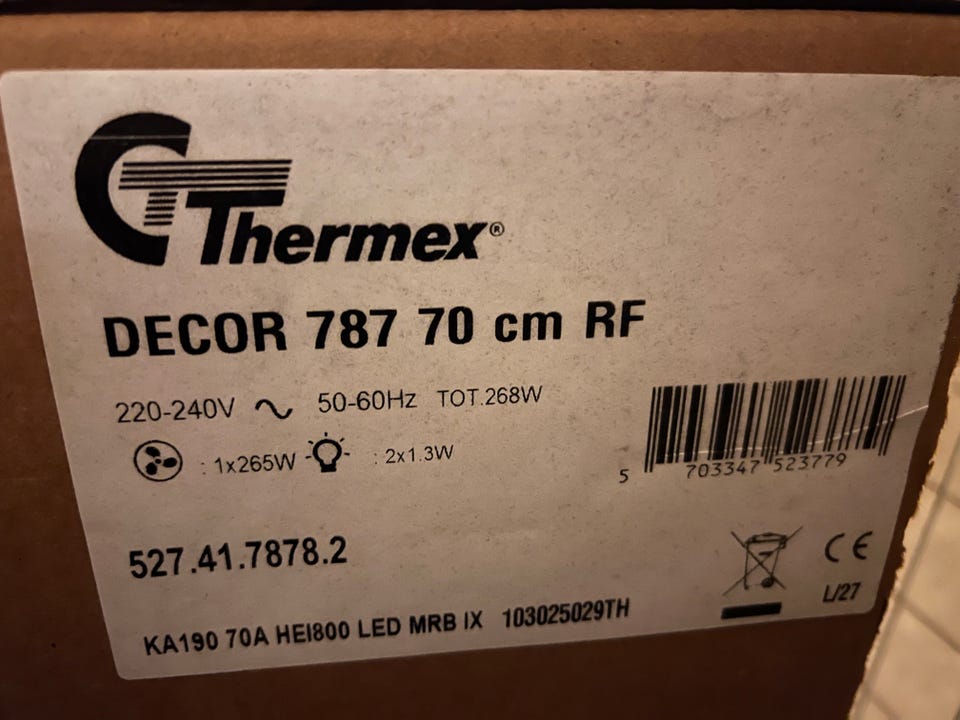 Thermex®
DECOR 787 70 cm RF
220-240V ~ 50-60Hz TOT.268W
: 1x265W : 2x1.3W
5 703347 523779
527.41.7878.2
CE
L/27
KA190 70A HEI800 LED MRB IX 103025029TH